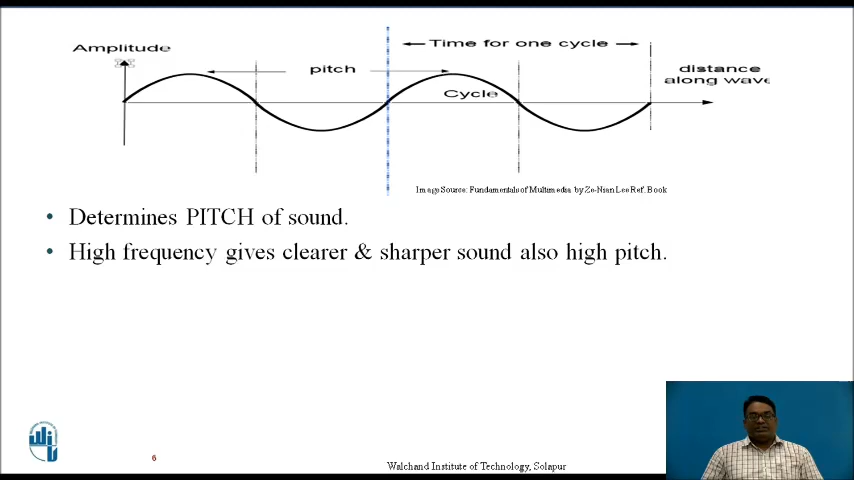 Amplitude
Time for one cycle
pitch
distance
along wave
Cycle
Image Source: Fundamentals of Multimedia by Ze-Nian Lee Ref. Book
• Determines PITCH of sound.
• High frequency gives clearer & sharper sound also high pitch.
6
Walchand Institute of Technology, Solapur